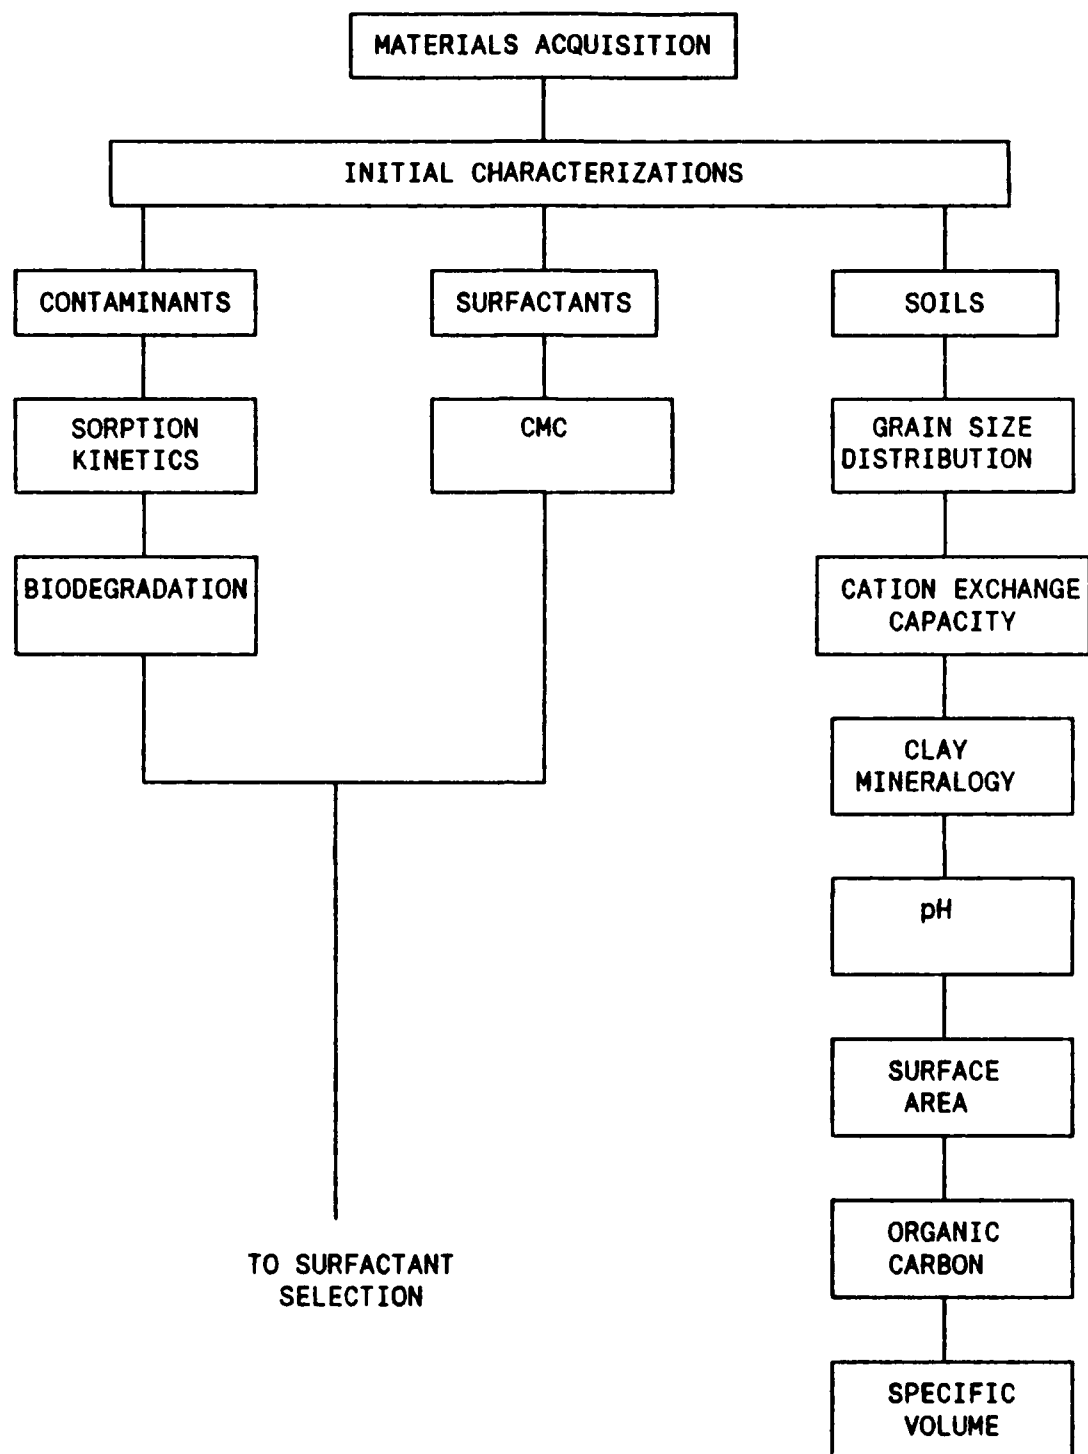 MATERIALS ACQUISITION
INITIAL CHARACTERIZATIONS
CONTAMINANTS
SURFACTANTS
SOILS
SORPTION
KINETICS
CMC
GRAIN SIZE
DISTRIBUTION
BIODEGRADATION
CATION EXCHANGE
CAPACITY
CLAY
MINERALOGY
pH
SURFACE
AREA
TO SURFACTANT
SELECTION
ORGANIC
CARBON
SPECIFIC
VOLUME